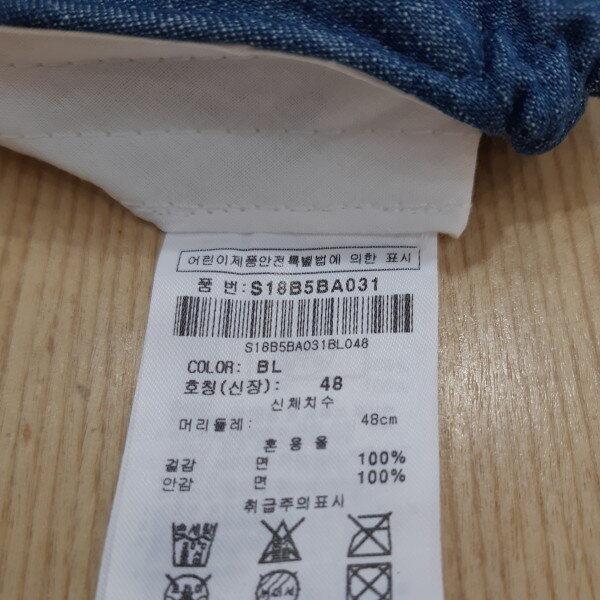 어린이제품안전특별법에 의한 표시
품 번:S18B5BA031
S18B5BA031BL048
COLOR: BL
호칭(신장): 48
신체치수
머리둘레: 48cm
혼용율
겉감 면 100%
안감 면 100%
취급주의표시